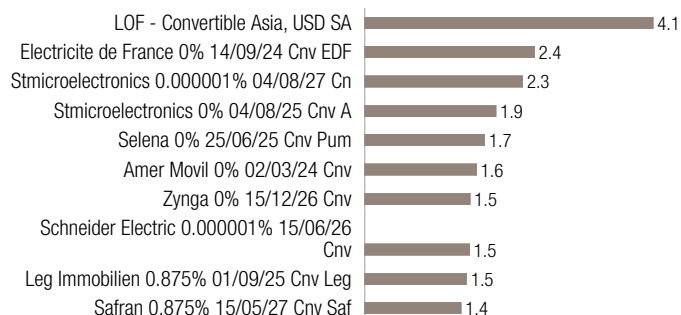 LOF - Convertible Asia, USD SA 4.1
Electricite de France 0% 14/09/24 Cnv EDF 2.4
Stmicroelectronics 0.000001% 04/08/27 Cn 2.3
Stmicroelectronics 0% 04/08/25 Cnv A 1.9
Selena 0% 25/06/25 Cnv Pum 1.7
Amer Movil 0% 02/03/24 Cnv 1.6
Zynga 0% 15/12/26 Cnv 1.5
Schneider Electric 0.000001% 15/06/26
Cnv 1.5
Leg Immobilien 0.875% 01/09/25 Cnv Leg 1.5
Safran 0.875% 15/05/27 Cnv Saf 1.4